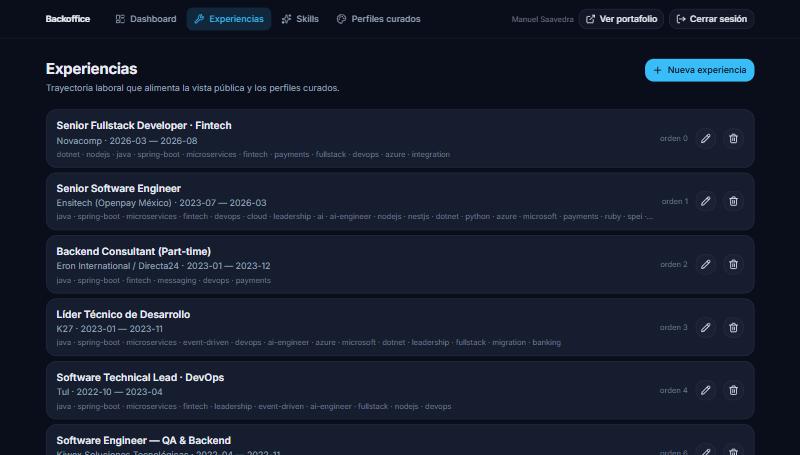 Backoffice
Dashboard
Experiencias
Skills
Perfiles curados
Manuel Saavedra
Ver portafolio
Cerrar sesión
Experiencias
Trayectoria laboral que alimenta la vista pública y los perfiles curados.
Nueva experiencia
Senior Fullstack Developer · Fintech
Novacomp · 2026-03 — 2026-08
dotnet · nodejs · java · spring-boot · microservices · fintech · payments · fullstack · devops · azure · integration
orden 0
Senior Software Engineer
Ensitech (Openpay México) · 2023-07 — 2026-03
java · spring-boot · microservices · fintech · devops · cloud · leadership · ai · ai-engineer · nodejs · nestjs · dotnet · python · azure · microsoft · payments · ruby · spei ·...
orden 1
Backend Consultant (Part-time)
Eron International / Directa24 · 2023-01 — 2023-12
java · spring-boot · fintech · messaging · devops · payments
orden 2
Líder Técnico de Desarrollo
K27 · 2023-01 — 2023-11
java · spring-boot · microservices · event-driven · devops · ai-engineer · azure · microsoft · dotnet · leadership · fullstack · migration · banking
orden 3
Software Technical Lead · DevOps
Tul · 2022-10 — 2023-04
java · spring-boot · microservices · fintech · leadership · event-driven · ai-engineer · fullstack · nodejs · devops
orden 4
Software Engineer — QA & Backend
Soluciones Tecnológicas · 2022-04 — 2022-11